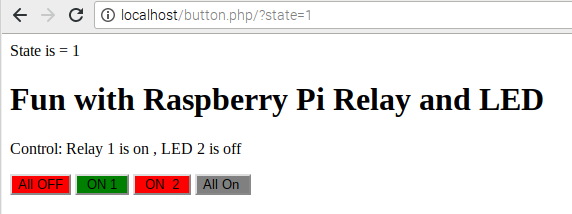 localhost/button.php/?state=1
State is = 1
Fun with Raspberry Pi Relay and LED
Control: Relay 1 is on , LED 2 is off
All OFF ON 1 ON 2 All On